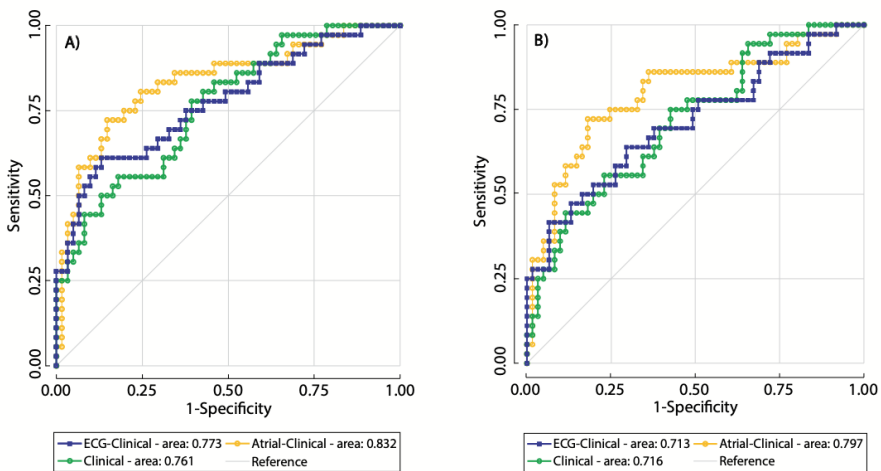 A)
1.00
0.75
0.50
0.25
0.00
Sensitivity
0.00 0.25 0.50 0.75 1.00
1-Specificity
ECG-Clinical - area: 0.773 Atrial-Clinical - area: 0.832
Clinical - area: 0.761 Reference
B)
1.00
0.75
0.50
0.25
0.00
Sensitivity
0.00 0.25 0.50 0.75 1.00
1-Specificity
ECG-Clinical - area: 0.713 Atrial-Clinical - area: 0.797
Clinical - area: 0.716 Reference